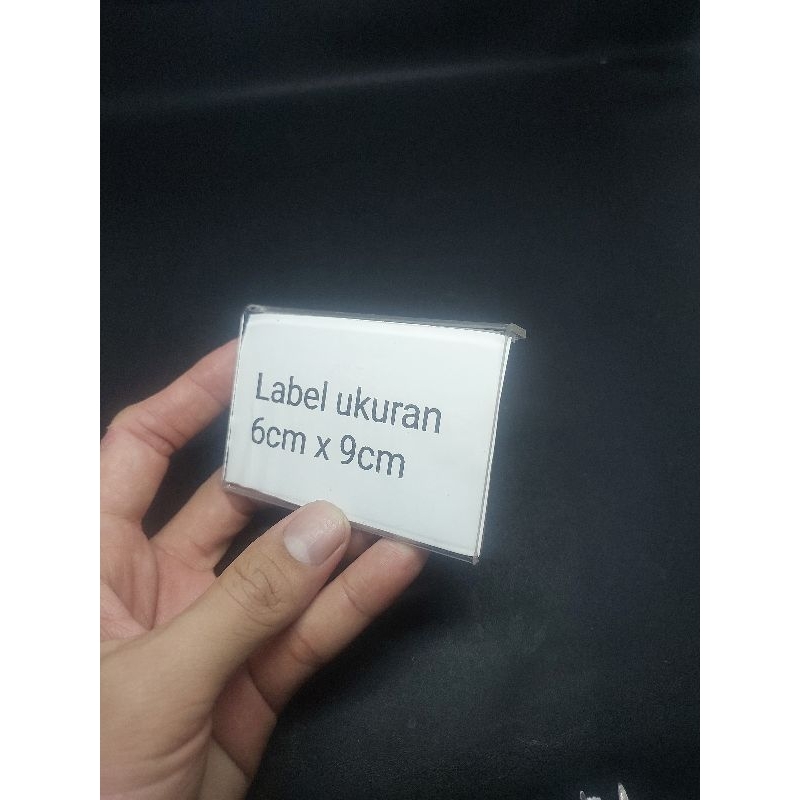 Label ukuran
6cm x 9cm